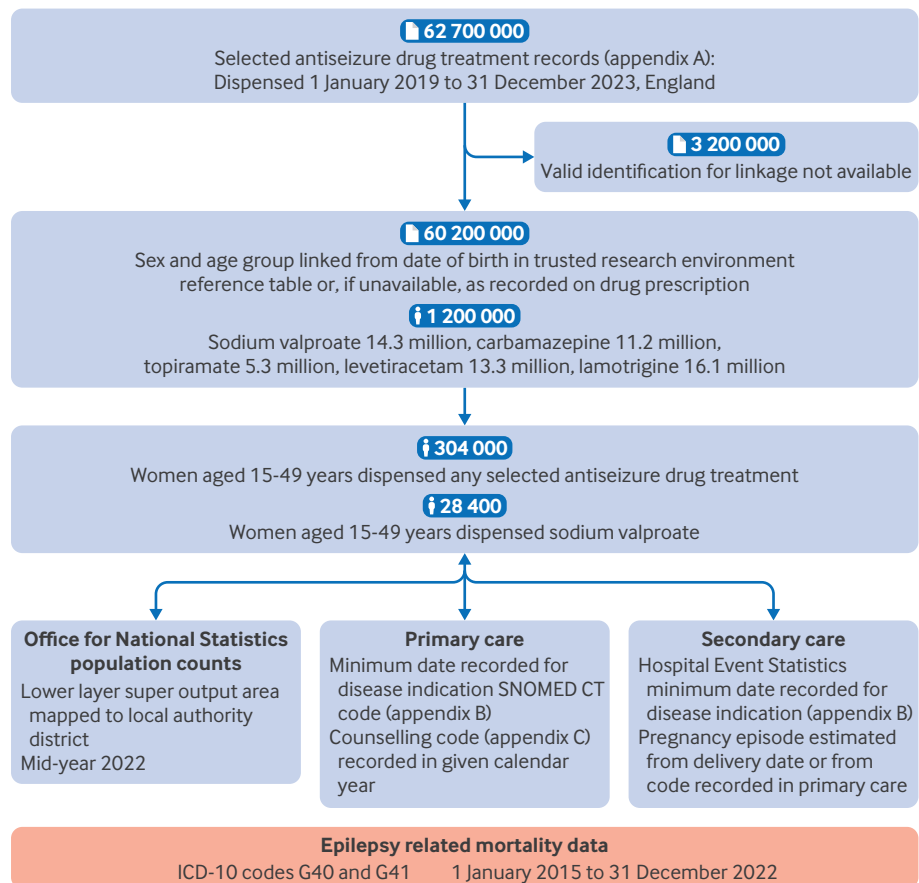 62 700 000
Selected antiseizure drug treatment records (appendix A):
Dispensed 1 January 2019 to 31 December 2023, England
3 200 000
Valid identification for linkage not available
60 200 000
Sex and age group linked from date of birth in trusted research environment
reference table or, if unavailable, as recorded on drug prescription
1 200 000
Sodium valproate 14.3 million, carbamazepine 11.2 million,
topiramate 5.3 million, levetiracetam 13.3 million, lamotrigine 16.1 million
304 000
Women aged 15-49 years dispensed any selected antiseizure drug treatment
28 400
Women aged 15-49 years dispensed sodium valproate
Office for National Statistics
population counts
Lower layer super output area
mapped to local authority
district
Mid-year 2022
Primary care
Minimum date recorded for
disease indication SNOMED CT
code (appendix B)
Counselling code (appendix C)
recorded in given calendar
year
Secondary care
Hospital Event Statistics
minimum date recorded for
disease indication (appendix B)
Pregnancy episode estimated
from delivery date or from
code recorded in primary care
Epilepsy related mortality data
ICD-10 codes G40 and G41 1 January 2015 to 31 December 2022